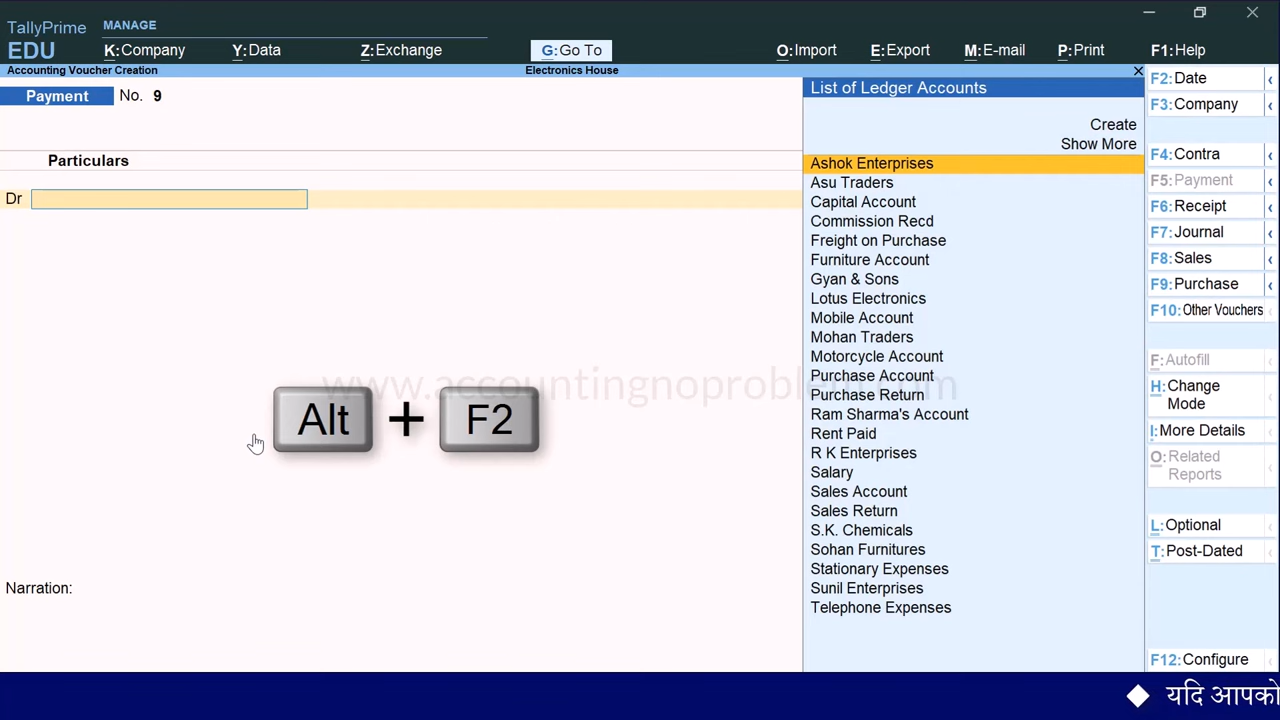 TallyPrime
MANAGE
EDU
K:Company
Y:Data
Z:Exchange
G:Go To
O:Import
E:Export
M:E-mail
P:Print
F1:Help
Accounting Voucher Creation
Electronics House
Payment No. 9
Particulars
Dr
List of Ledger Accounts
Create
Show More
Ashok Enterprises
Asu Traders
Capital Account
Commission Recd
Freight on Purchase
Furniture Account
Gyan & Sons
Lotus Electronics
Mobile Account
Mohan Traders
Motorcycle Account
Purchase Account
Purchase Return
Ram Sharma's Account
Rent Paid
R K Enterprises
Salary
Sales Account
Sales Return
S.K. Chemicals
Sohan Furnitures
Stationary Expenses
Sunil Enterprises
Telephone Expenses
www.accountingnoproblem.com
Alt + F2
Narration:
F2:Date
F3:Company
F4:Contra
F5:Payment
F6:Receipt
F7:Journal
F8:Sales
F9:Purchase
F10:Other Vouchers
F:Autofill
H:Change
Mode
I:More Details
O:Related
Reports
L:Optional
T:Post-Dated
F12:Configure
यदि आपको